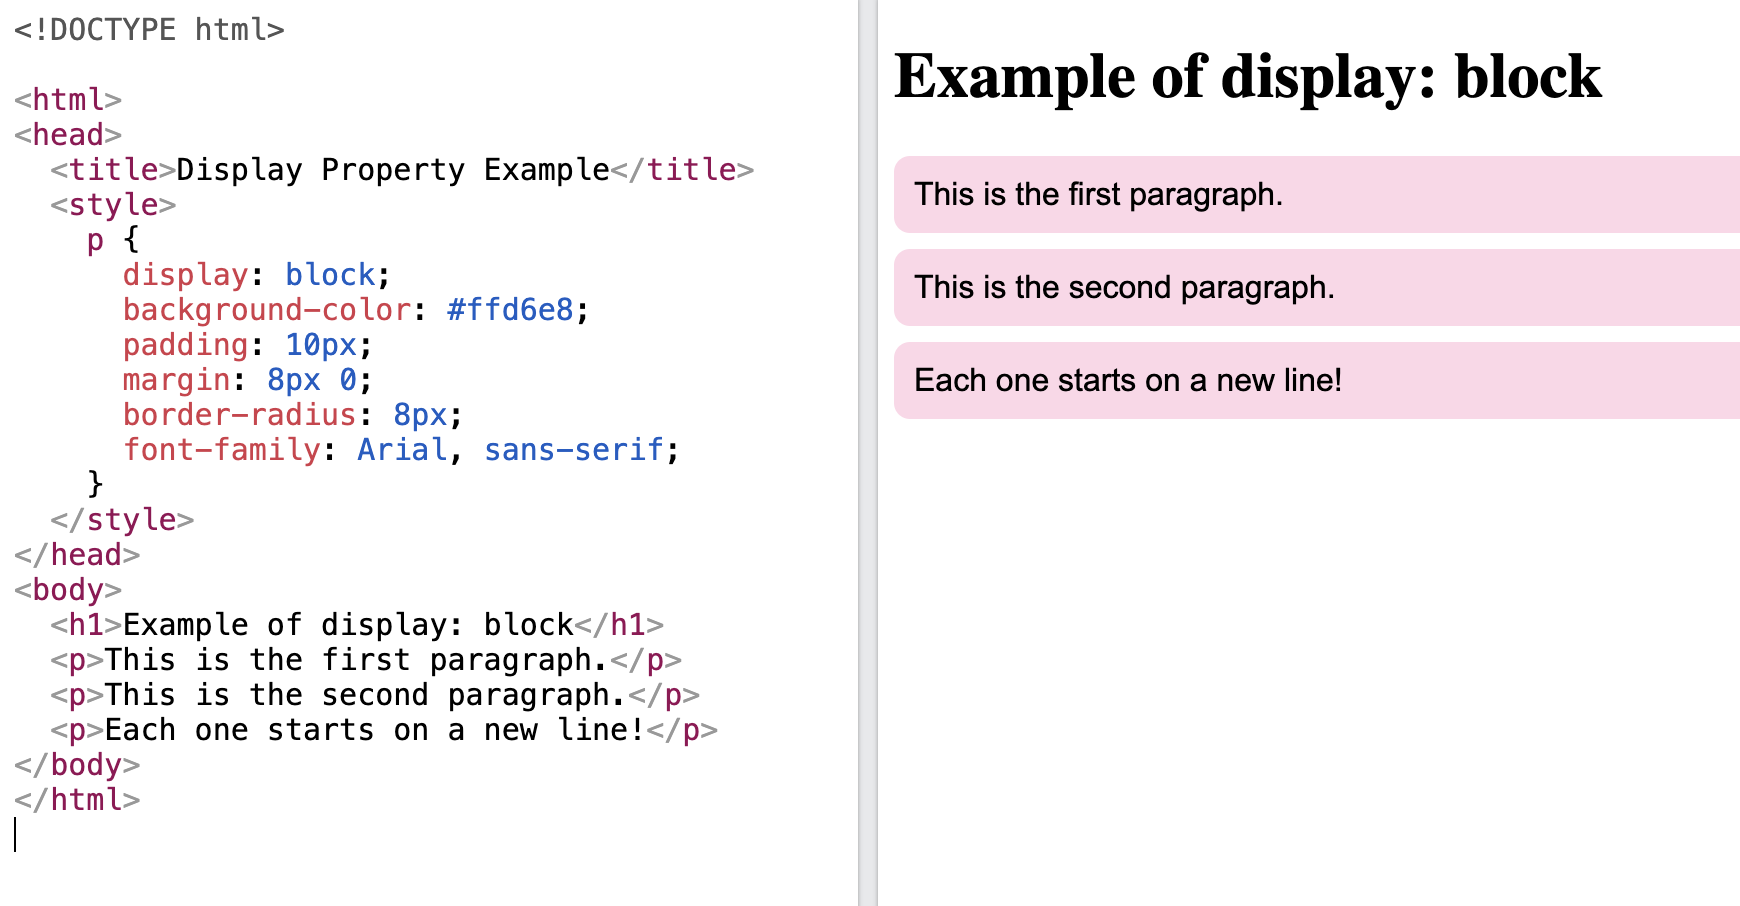 <!DOCTYPE html>
<html>
<head>
<title>Display Property Example</title>
<style>
p {
display: block;
background-color: #ffd6e8;
padding: 10px;
margin: 8px 0;
border-radius: 8px;
font-family: Arial, sans-serif;
}
</style>
</head>
<body>
<h1>Example of display: block</h1>
<p>This is the first paragraph.</p>
<p>This is the second paragraph.</p>
<p>Each one starts on a new line!</p>
</body>
</html>
Example of display: block
This is the first paragraph.
This is the second paragraph.
Each one starts on a new line!